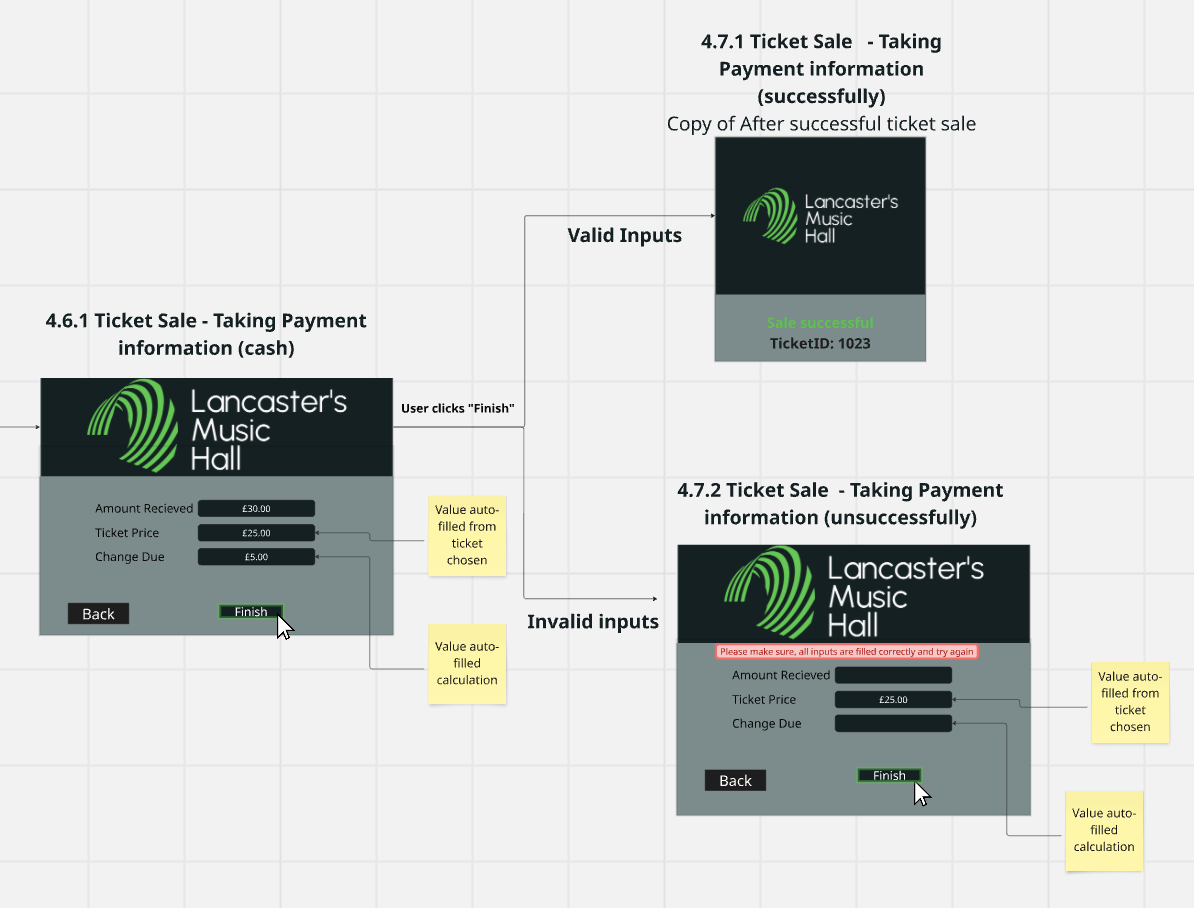 4.7.1 Ticket Sale - Taking
Payment information
(successfully)
Copy of After successful ticket sale
Lancaster's
Music
Hall
Valid Inputs
Sale successful
TicketID: 1023
4.6.1 Ticket Sale - Taking Payment
information (cash)
Lancaster's
Music
Hall
User clicks "Finish"
Amount Recieved
£30.00
Ticket Price
£25.00
Change Due
£5.00
Back
Finish
Value auto-
filled from
ticket
chosen
Value auto-
filled
calculation
Invalid inputs
4.7.2 Ticket Sale - Taking Payment
information (unsuccessfully)
Lancaster's
Music
Hall
Please make sure, all inputs are filled correctly and try again
Amount Recieved
Ticket Price
£25.00
Change Due
Back
Finish
Value auto-
filled from
ticket
chosen
Value auto-
filled
calculation